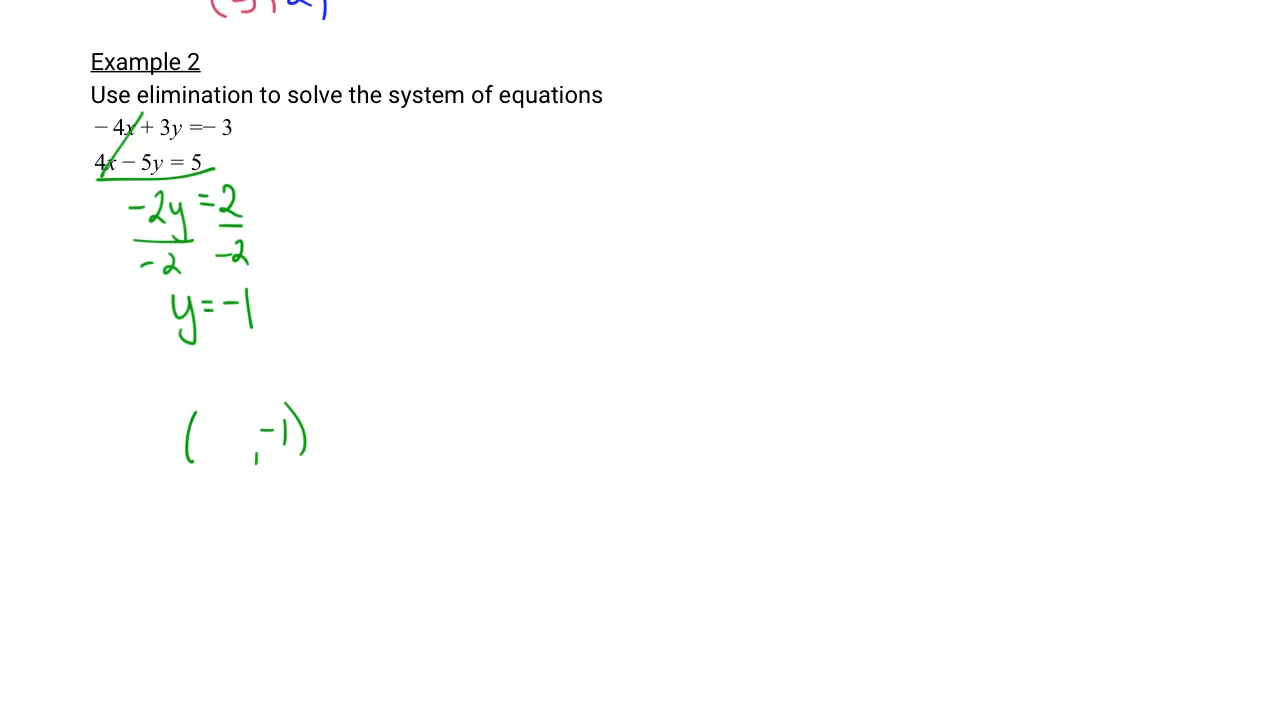 Example 2
Use elimination to solve the system of equations
− 4x + 3y =− 3
4x − 5y = 5
-2y = 2
-2 -2
y = -1
( , -1)